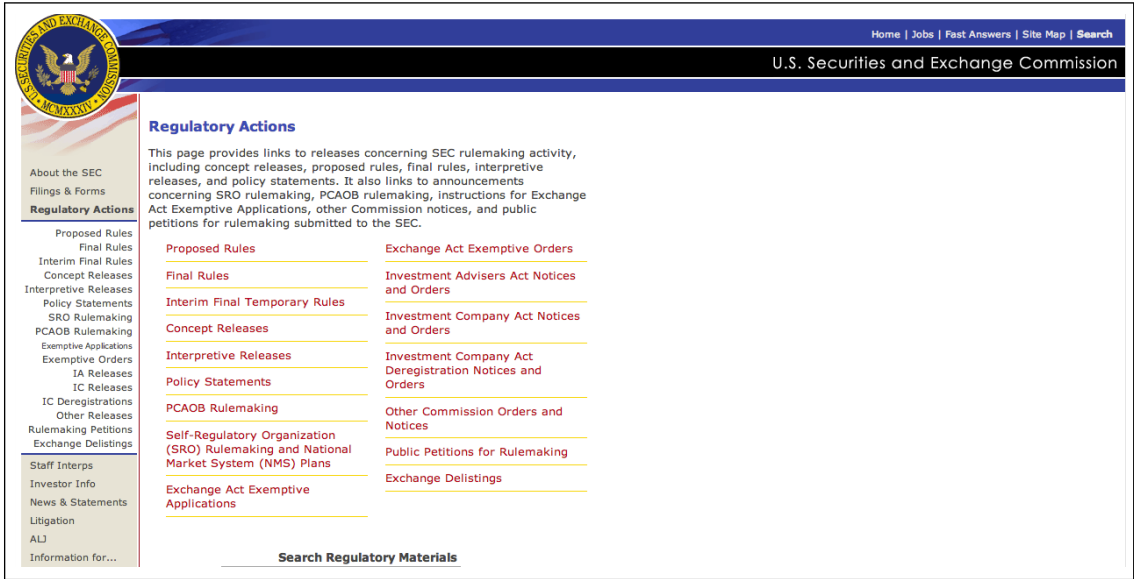 U.S. SECURITIES AND EXCHANGE COMMISSION
MCMXXXIV
Home | Jobs | Fast Answers | Site Map | Search
U.S. Securities and Exchange Commission
About the SEC
Filings & Forms
Regulatory Actions
Proposed Rules
Final Rules
Interim Final Rules
Concept Releases
Interpretive Releases
Policy Statements
SRO Rulemaking
PCAOB Rulemaking
Exemptive Applications
Exemptive Orders
IA Releases
IC Releases
IC Deregistrations
Other Releases
Rulemaking Petitions
Exchange Delistings
Staff Interps
Investor Info
News & Statements
Litigation
ALJ
Information for...
Regulatory Actions
This page provides links to releases concerning SEC rulemaking activity,
including concept releases, proposed rules, final rules, interpretive
releases, and policy statements. It also links to announcements
concerning SRO rulemaking, PCAOB rulemaking, instructions for Exchange
Act Exemptive Applications, other Commission notices, and public
petitions for rulemaking submitted to the SEC.
Proposed Rules
Final Rules
Interim Final Temporary Rules
Concept Releases
Interpretive Releases
Policy Statements
PCAOB Rulemaking
Self-Regulatory Organization
(SRO) Rulemaking and National
Market System (NMS) Plans
Exchange Act Exemptive
Applications
Exchange Act Exemptive Orders
Investment Advisers Act Notices
and Orders
Investment Company Act Notices
and Orders
Investment Company Act
Deregistration Notices and
Orders
Other Commission Orders and
Notices
Public Petitions for Rulemaking
Exchange Delistings
Search Regulatory Materials